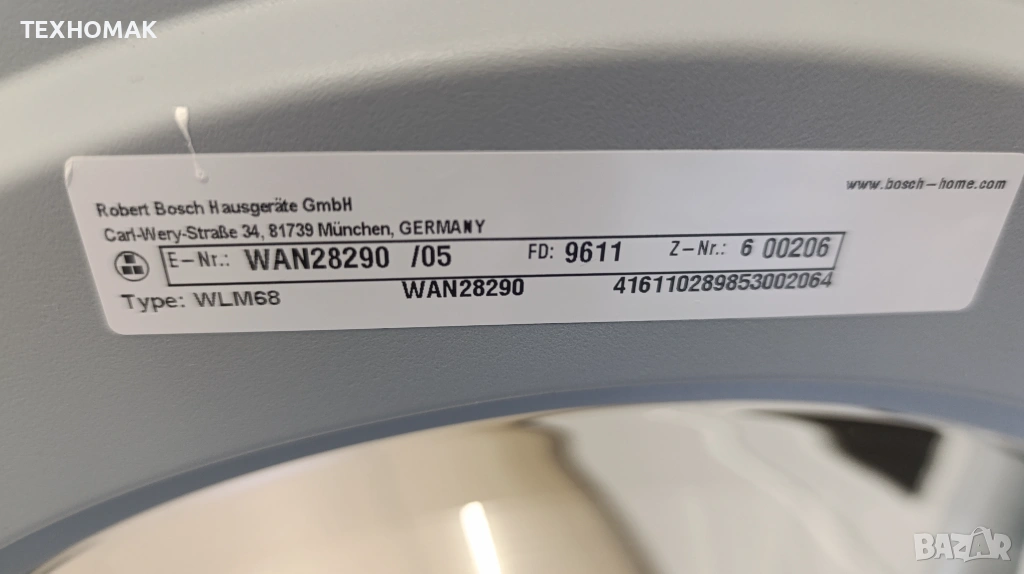 ТЕХНОМАК
www.bosch-home.com
Robert Bosch Hausgeräte GmbH
Carl-Wery-Straße 34, 81739 München, GERMANY
E-Nr.: WAN28290 /05 FD: 9611 Z-Nr.: 6 00206
Type: WLM68 WAN28290 416110289853002064
BAZAR